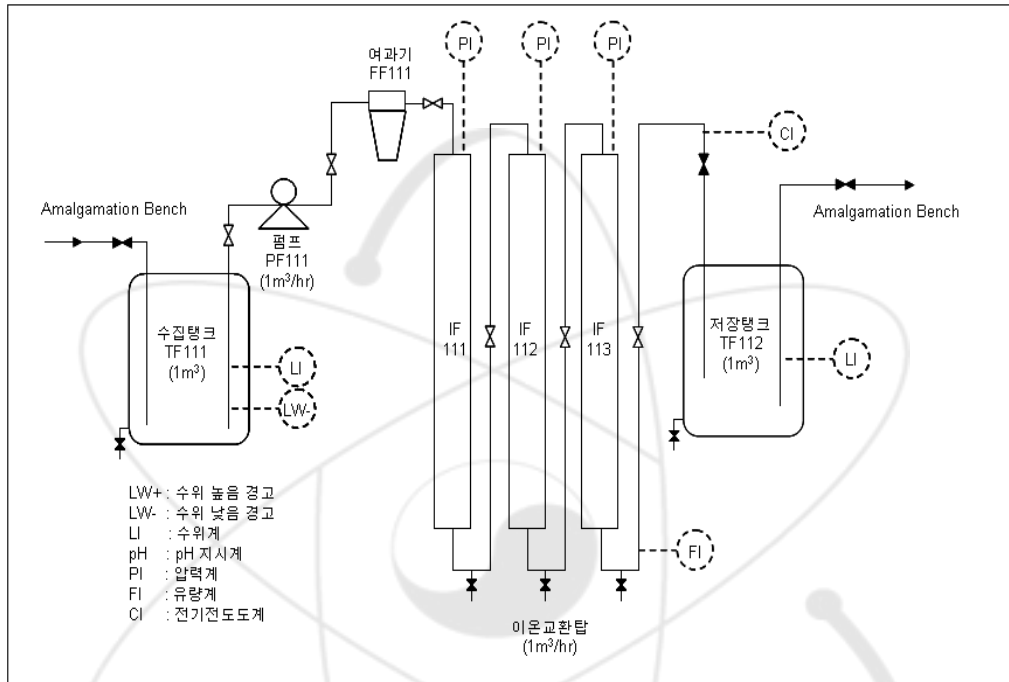 PI
PI
PI
여과기
FF111
CI
Amalgamation Bench
Amalgamation Bench
펌프
PF111
(1m³/hr)
수집탱크
TF111
(1m³)
IF
111
IF
112
IF
113
저장탱크
TF112
(1m³)
LI
LI
LW-
LW+ : 수위 높음 경고
LW- : 수위 낮음 경고
LI : 수위계
pH : pH 지시계
PI : 압력계
FI : 유량계
CI : 전기전도도계
FI
이온교환탑
(1m³/hr)